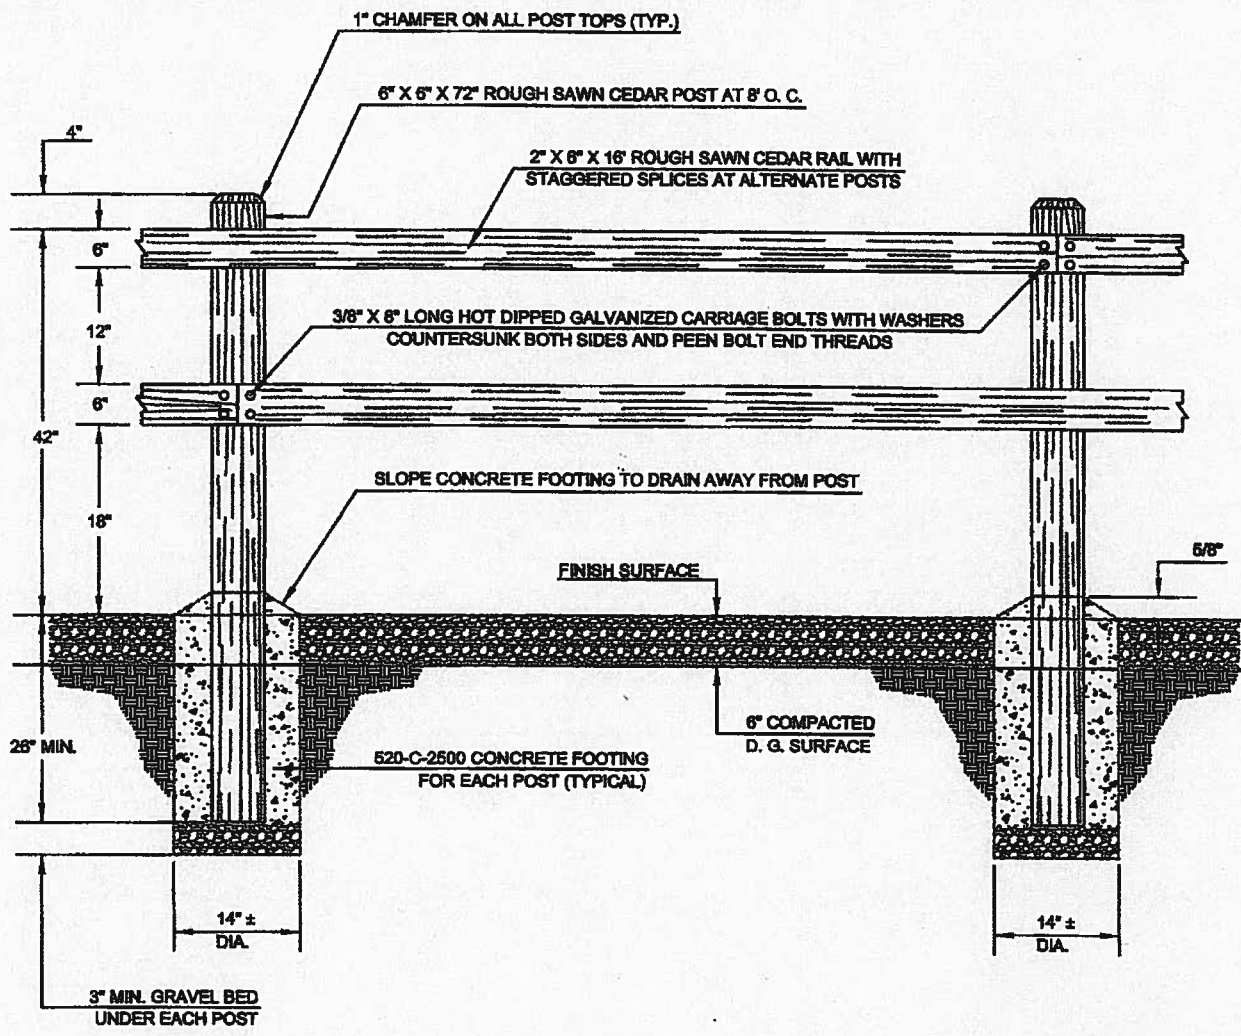 1" CHAMFER ON ALL POST TOPS (TYP.)
6" X 6" X 72" ROUGH SAWN CEDAR POST AT 8' O. C.
4"
2" X 6" X 16' ROUGH SAWN CEDAR RAIL WITH
STAGGERED SPLICES AT ALTERNATE POSTS
6"
12"
3/8" X 8" LONG HOT DIPPED GALVANIZED CARRIAGE BOLTS WITH WASHERS
COUNTERSUNK BOTH SIDES AND PEEN BOLT END THREADS
6"
42"
SLOPE CONCRETE FOOTING TO DRAIN AWAY FROM POST
18"
5/8"
FINISH SURFACE
26" MIN.
6" COMPACTED
D. G. SURFACE
520-C-2500 CONCRETE FOOTING
FOR EACH POST (TYPICAL)
14" ±
DIA.
14" ±
DIA.
3" MIN. GRAVEL BED
UNDER EACH POST